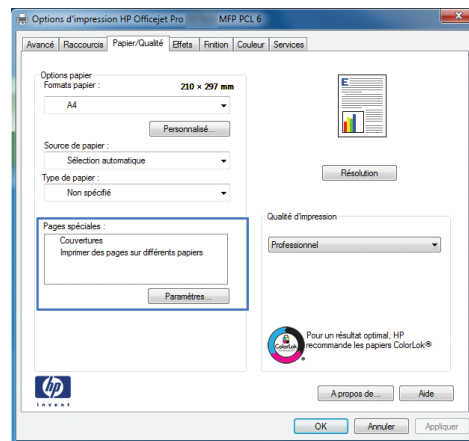 Options d'impression HP Officejet Pro MFP PCL 6
Avancé Raccourcis Papier/Qualité Effets Finition Couleur Services
Options papier
Formats papier : 210 × 297 mm
A4
Personnalisé...
Source de papier :
Sélection automatique
Type de papier :
Non spécifié
Pages spéciales :
Couvertures
Imprimer des pages sur différents papiers
Paramètres...
E
Résolution
Qualité d'impression
Professionnel
ColorLok
Pour un résultat optimal, HP
recommande les papiers ColorLok®
hp
invent
A propos de... Aide
OK Annuler Appliquer